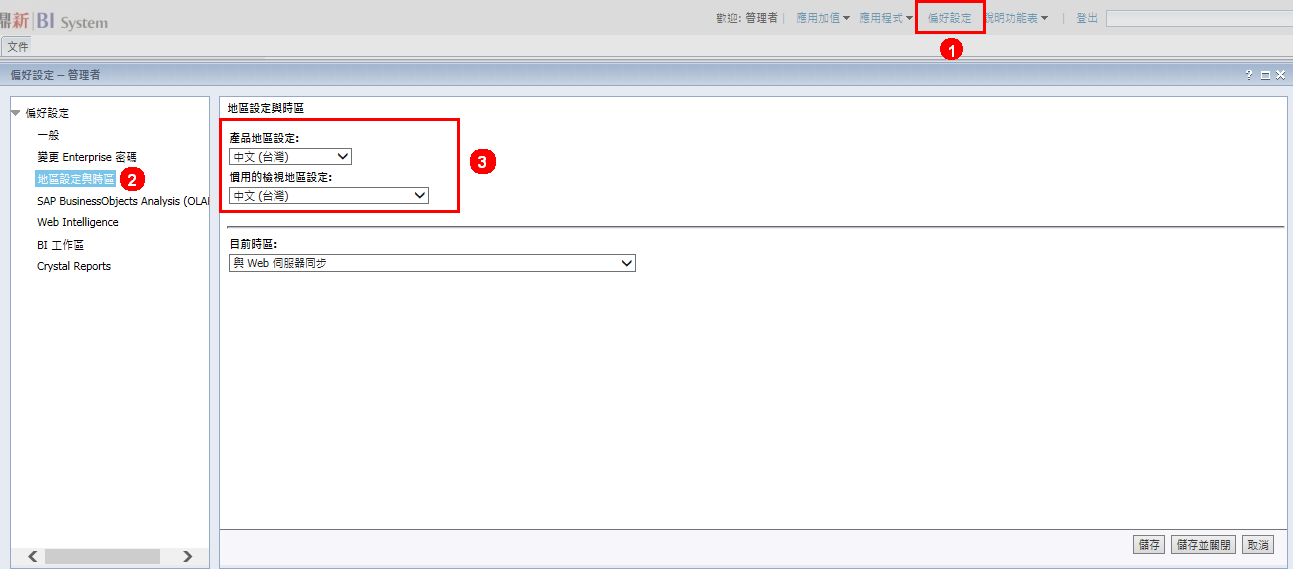 鼎新 BI System
歡迎: 管理者 | 應用加值 應用程式 偏好設定 說明功能表 | 登出
1
文件
偏好設定 – 管理者
偏好設定
一般
變更 Enterprise 密碼
地區設定與時區 2
SAP BusinessObjects Analysis (OLA
Web Intelligence
BI 工作區
Crystal Reports
地區設定與時區
產品地區設定:
中文 (台灣)
3
慣用的檢視地區設定:
中文 (台灣)
目前時區:
與 Web 伺服器同步
儲存 儲存並關閉 取消